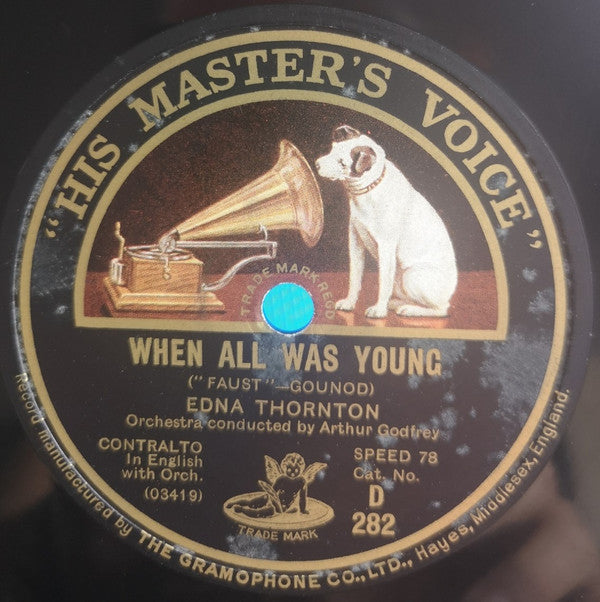 "HIS MASTER'S VOICE"
TRADE MARK REGD
WHEN ALL WAS YOUNG
("FAUST"—GOUNOD)
EDNA THORNTON
Orchestra conducted by Arthur Godfrey
CONTRALTO
In English
with Orch.
(03419)
SPEED 78
Cat. No.
D
282
TRADE MARK
Record manufactured by THE GRAMOPHONE CO., LTD., Hayes, Middlesex, England.